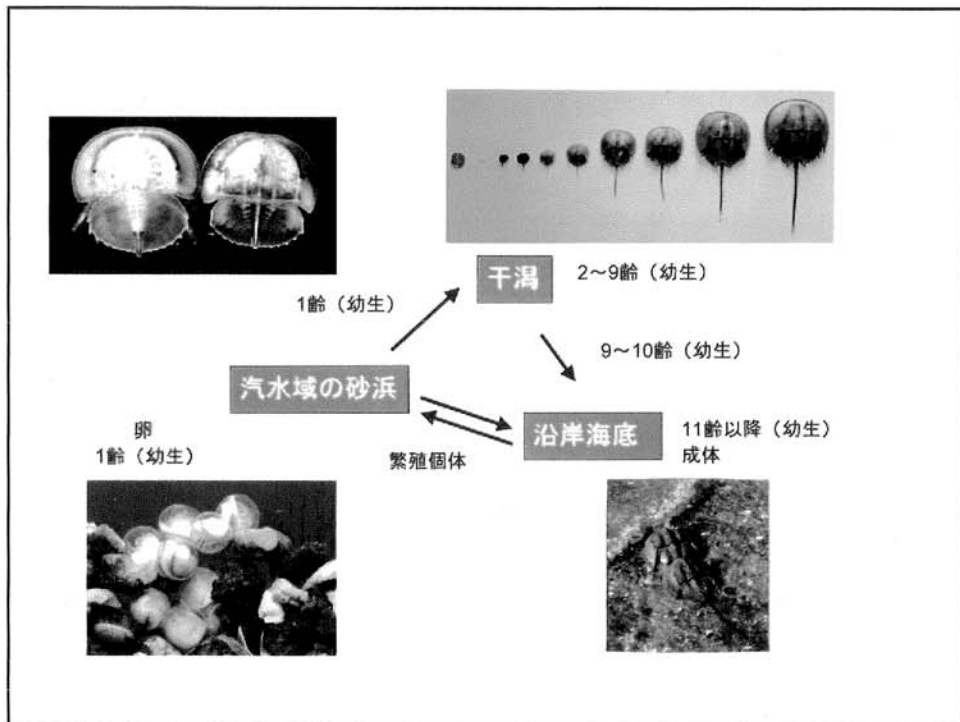 干潟
2～9齢（幼生）
1齢（幼生）
9～10齢（幼生）
汽水域の砂浜
沿岸海底
11齢以降（幼生）
成体
繁殖個体
卵
1齢（幼生）